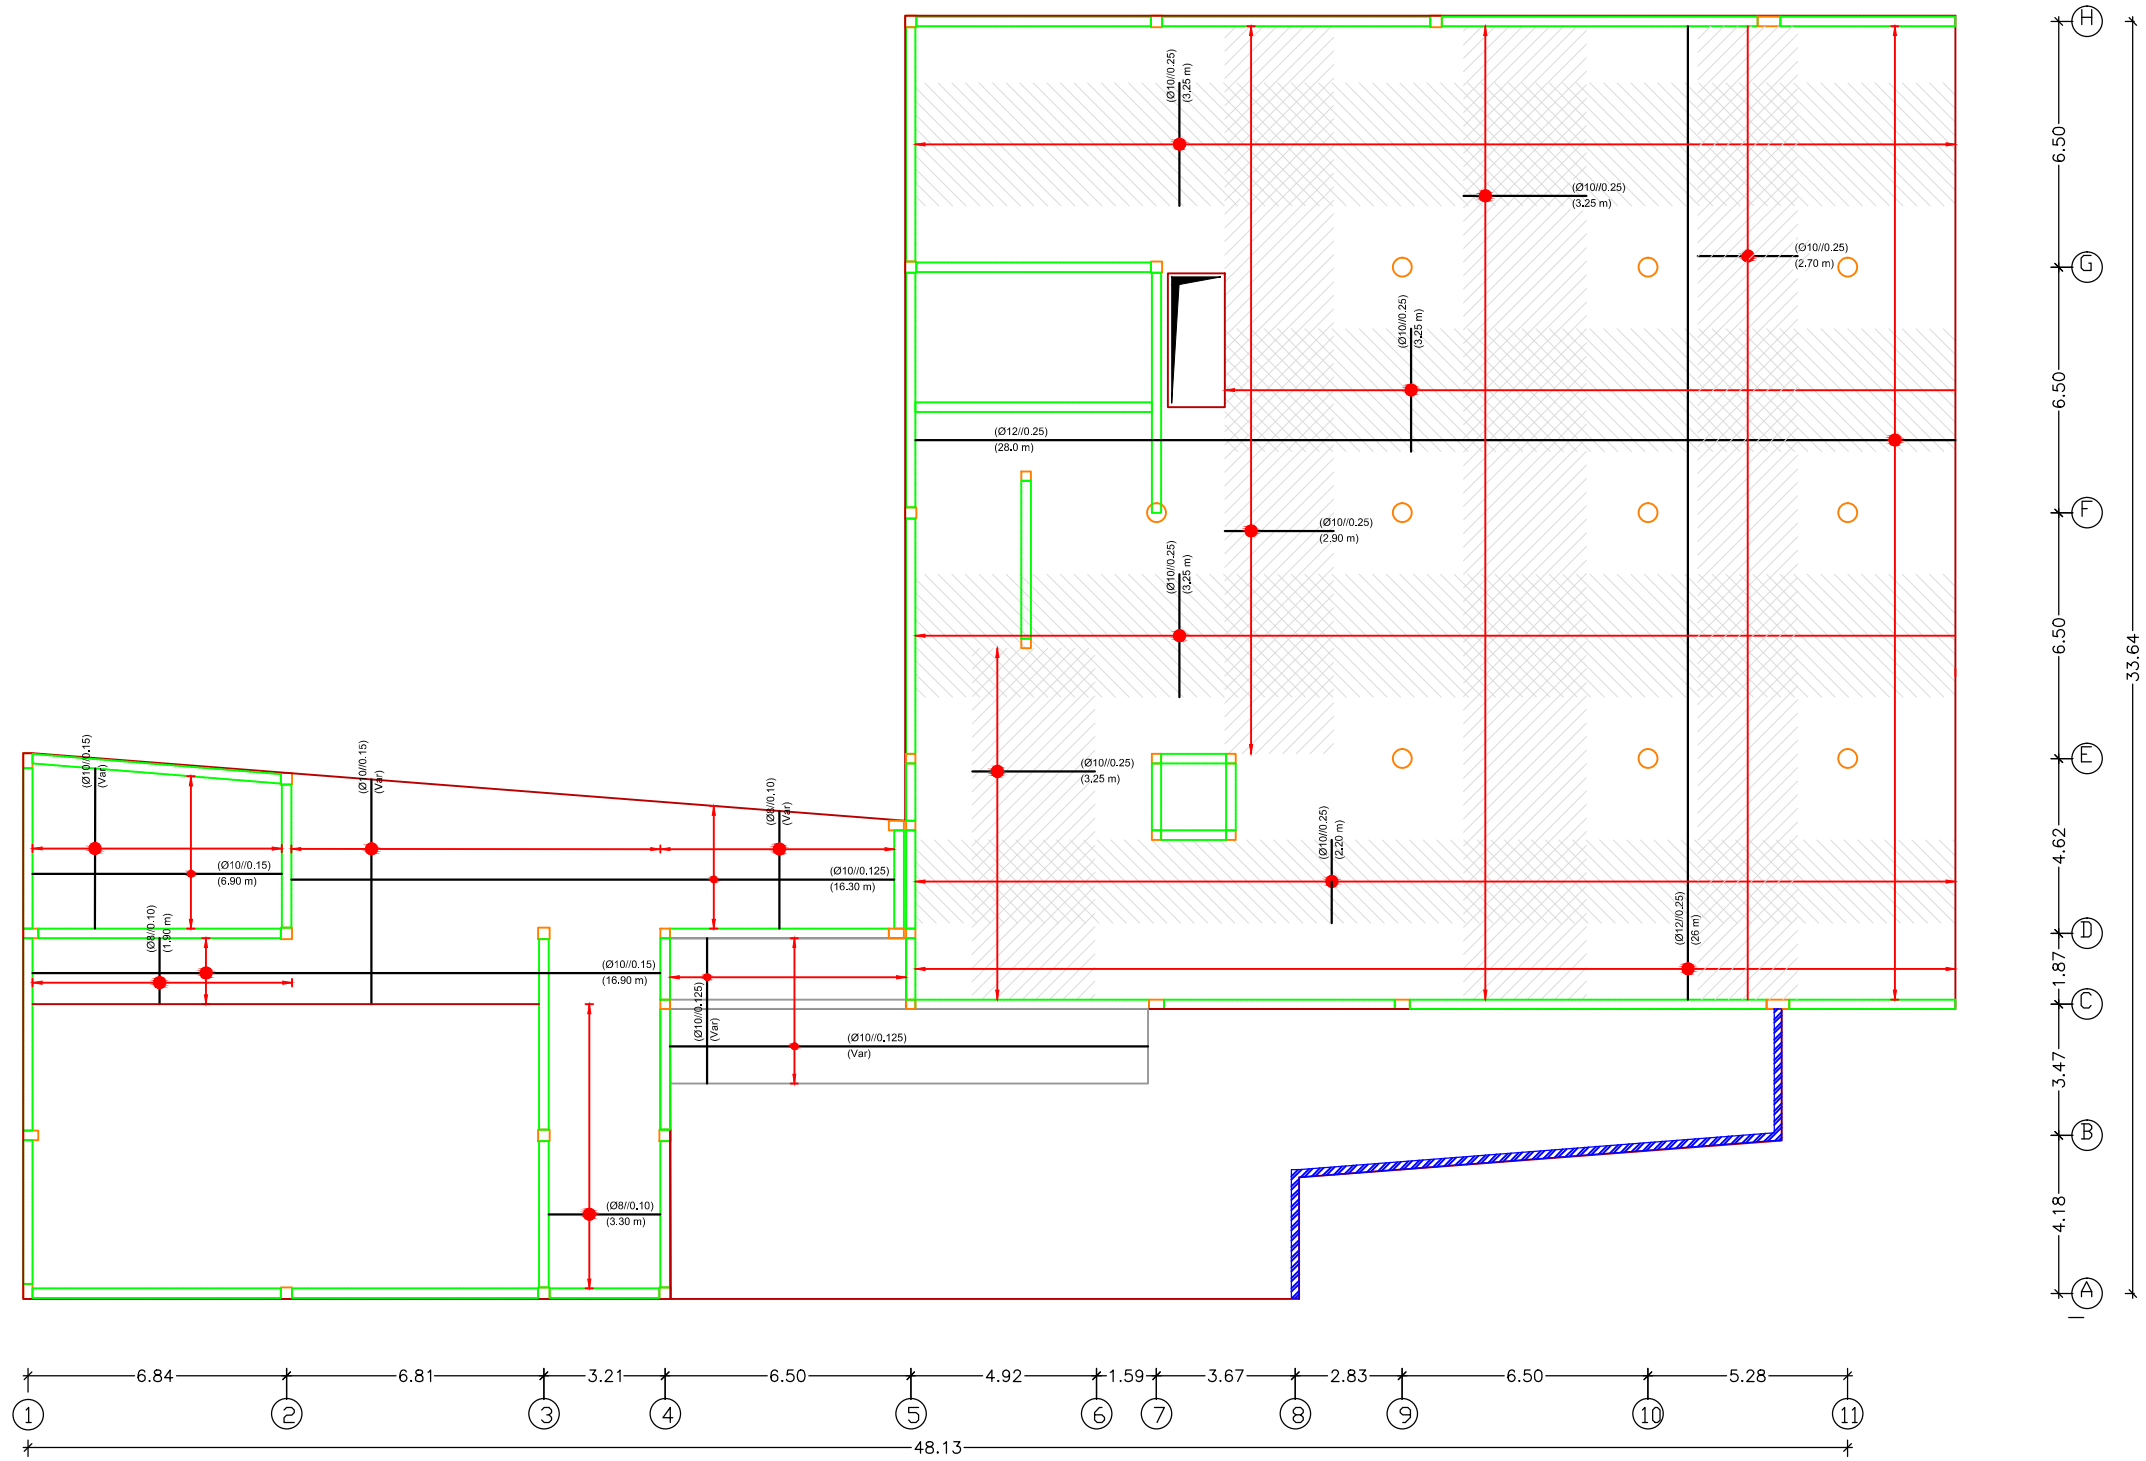 H
(Ø10//0.25)
(3.25 m)
6.50
(Ø10//0.25)
(3.25 m)
(Ø10//0.25)
(2.70 m)
G
(Ø10//0.25)
(3.25 m)
6.50
(Ø12//0.25)
(28.0 m)
F
(Ø10//0.25)
(2.90 m)
(Ø10//0.25)
(3.25 m)
6.50
33.64
E
(Ø10//0.15)
(Var)
(Ø10//0.15)
(Var)
(Ø10//0.25)
(3.25 m)
(Ø8//0.10)
(Var)
(Ø10//0.25)
(2.20 m)
4.62
(Ø10//0.15)
(6.90 m)
(Ø10//0.125)
(16.30 m)
(Ø8//0.10)
(1.90 m)
(Ø12//0.25)
(26 m)
D
(Ø10//0.15)
(16.90 m)
1.87
C
(Ø10//0.125)
(Var)
(Ø10//0.125)
(Var)
3.47
B
(Ø8//0.10)
(3.30 m)
4.18
A
6.84
6.81
3.21
6.50
4.92
1.59
3.67
2.83
6.50
5.28
1
2
3
4
5
6
7
8
9
10
11
48.13